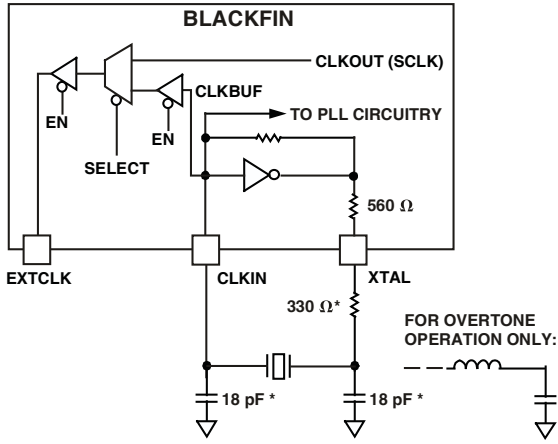 BLACKFIN
CLKOUT (SCLK)
CLKBUF
TO PLL CIRCUITRY
EN
EN
SELECT
560 Ω
EXTCLK
CLKIN
XTAL
330 Ω*
FOR OVERTONE
OPERATION ONLY:
18 pF *
18 pF *